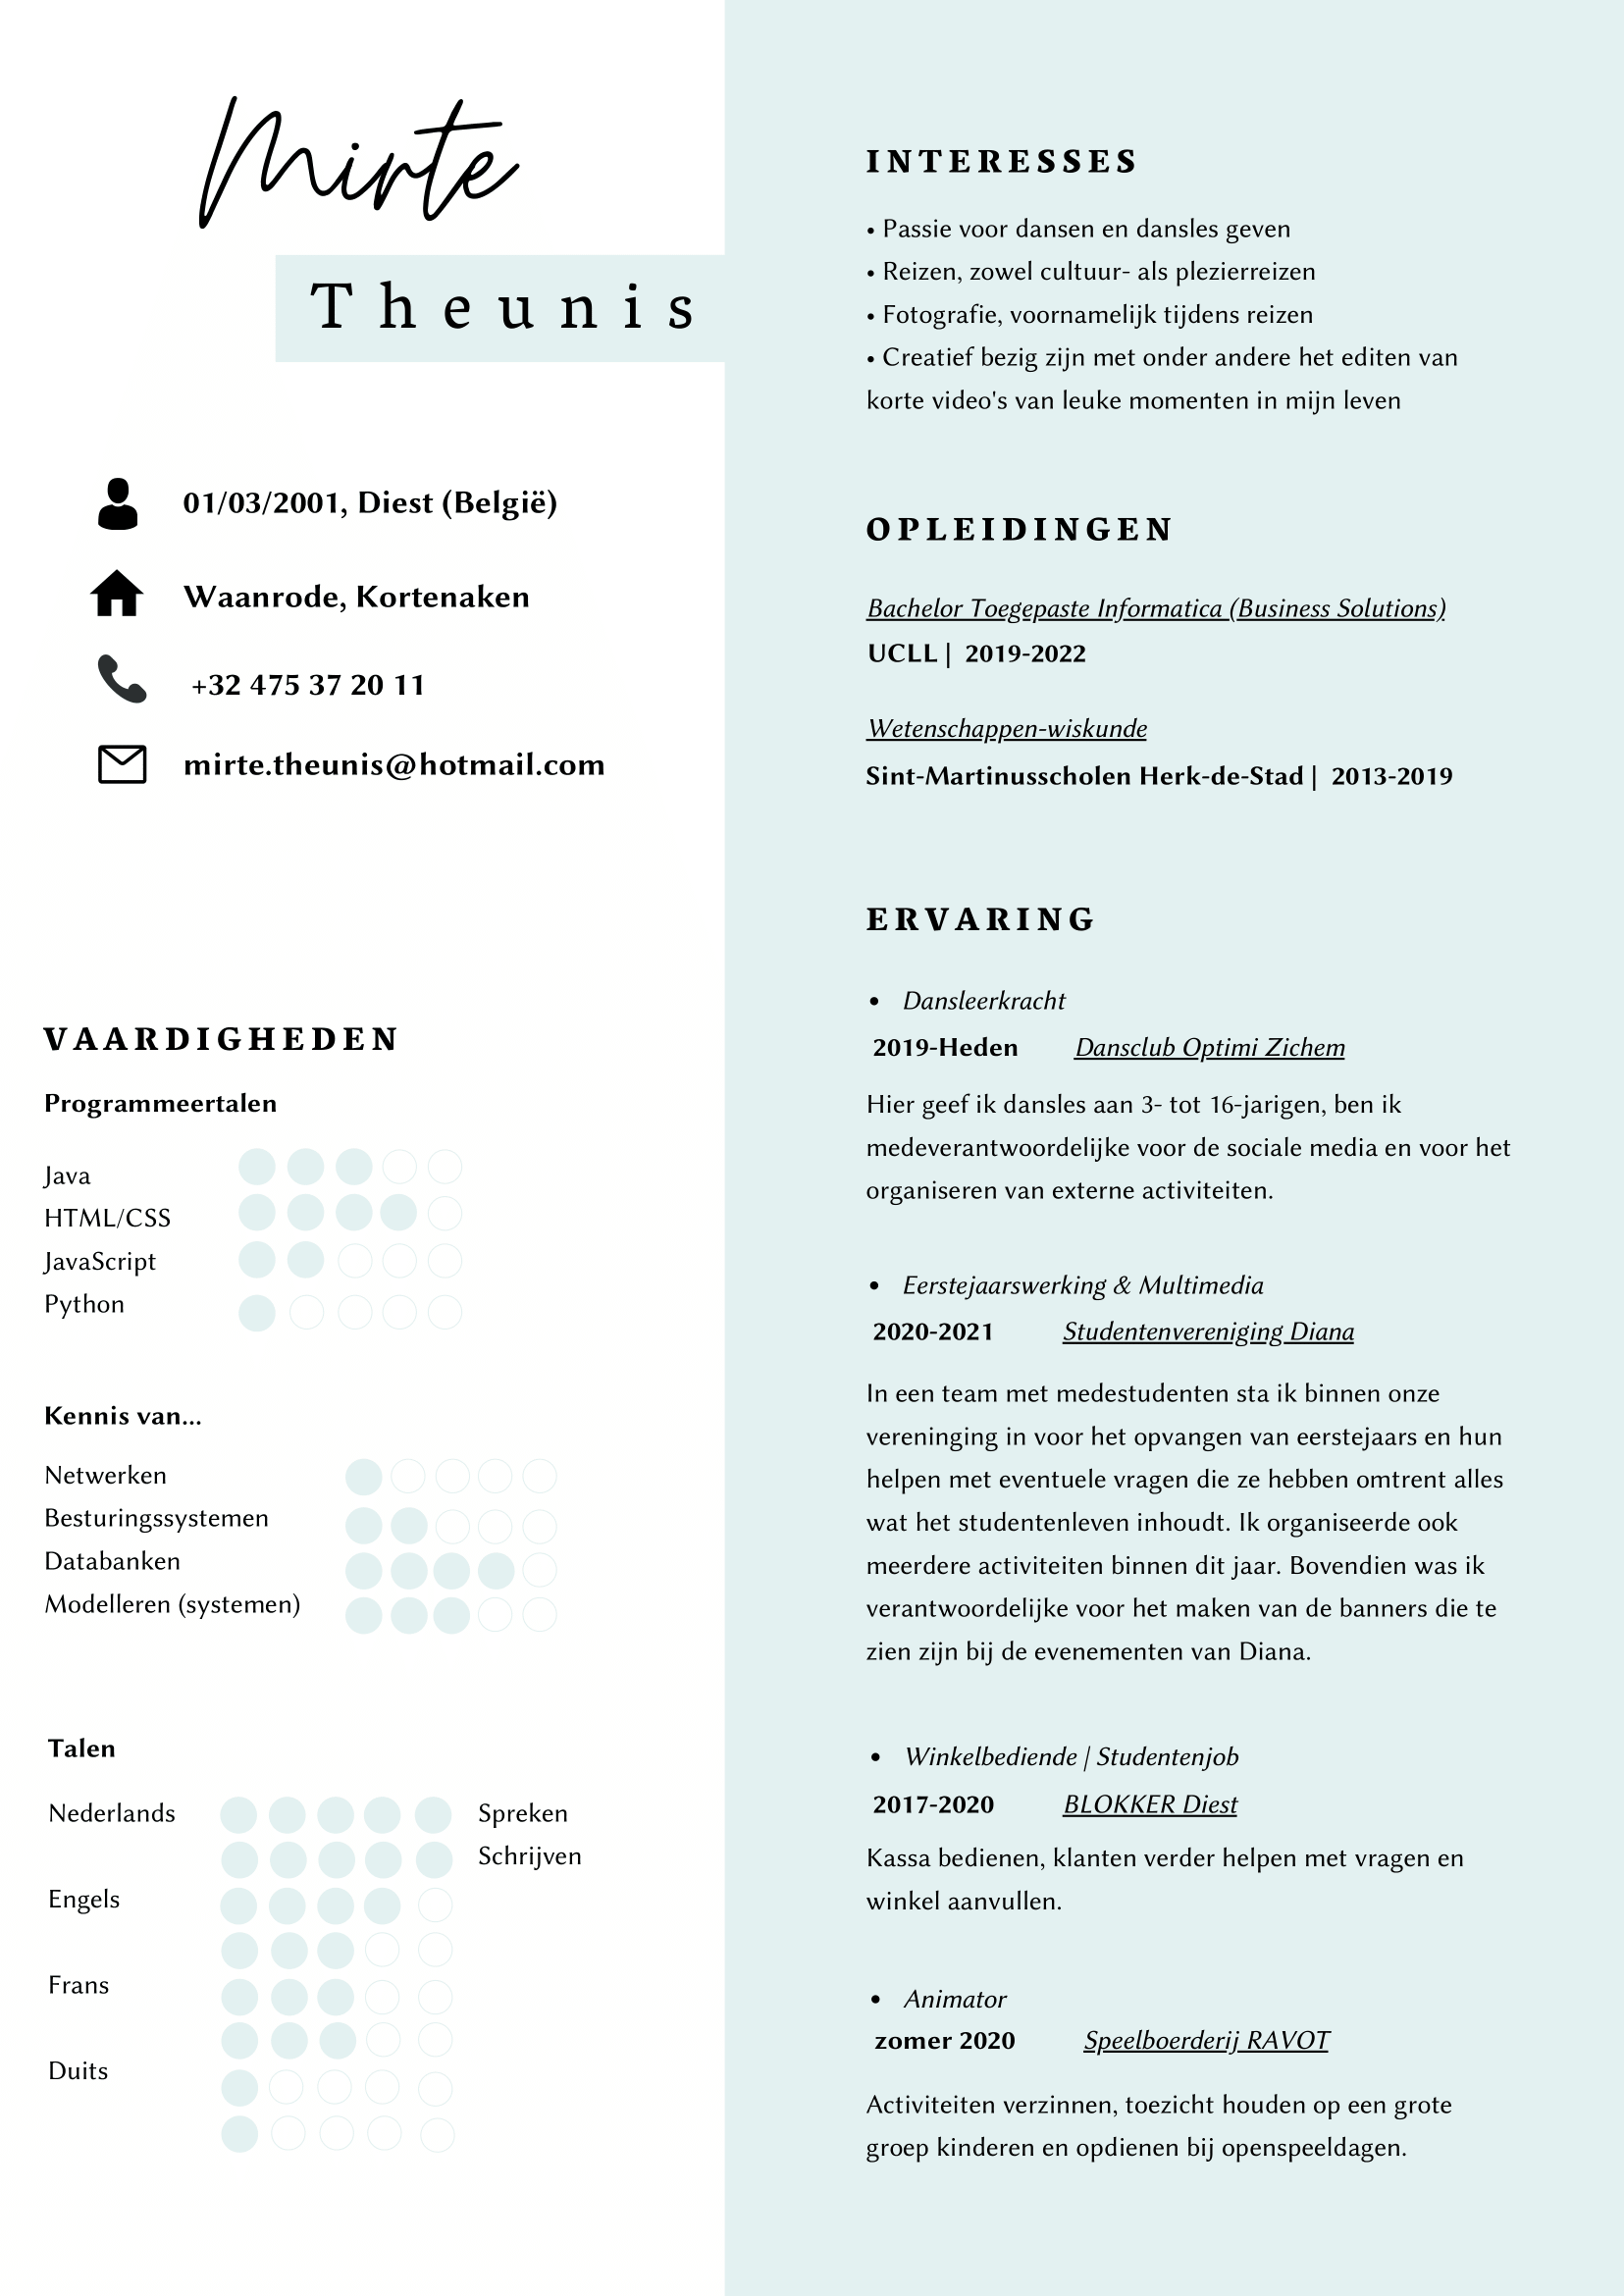 Mirte
Theunis
01/03/2001, Diest (België)
Waanrode, Kortenaken
+32 475 37 20 11
mirte.theunis@hotmail.com
VAARDIGHEDEN
Programmeertalen
Java
HTML/CSS
JavaScript
Python
Kennis van...
Netwerken
Besturingssystemen
Databanken
Modelleren (systemen)
Talen
Nederlands Spreken
Schrijven
Engels
Frans
Duits
INTERESSES
• Passie voor dansen en dansles geven
• Reizen, zowel cultuur- als plezierreizen
• Fotografie, voornamelijk tijdens reizen
• Creatief bezig zijn met onder andere het editen van
korte video's van leuke momenten in mijn leven
OPLEIDINGEN
Bachelor Toegepaste Informatica (Business Solutions)
UCLL | 2019-2022
Wetenschappen-wiskunde
Sint-Martinusscholen Herk-de-Stad | 2013-2019
ERVARING
• Dansleerkracht
2019-Heden Dansclub Optimi Zichem
Hier geef ik dansles aan 3- tot 16-jarigen, ben ik
medeverantwoordelijke voor de sociale media en voor het
organiseren van externe activiteiten.
• Eerstejaarswerking & Multimedia
2020-2021 Studentenvereniging Diana
In een team met medestudenten sta ik binnen onze
vereninging in voor het opvangen van eerstejaars en hun
helpen met eventuele vragen die ze hebben omtrent alles
wat het studentenleven inhoudt. Ik organiseerde ook
meerdere activiteiten binnen dit jaar. Bovendien was ik
verantwoordelijke voor het maken van de banners die te
zien zijn bij de evenementen van Diana.
• Winkelbediende | Studentenjob
2017-2020 BLOKKER Diest
Kassa bedienen, klanten verder helpen met vragen en
winkel aanvullen.
• Animator
zomer 2020 Speelboerderij RAVOT
Activiteiten verzinnen, toezicht houden op een grote
groep kinderen en opdienen bij openspeeldagen.